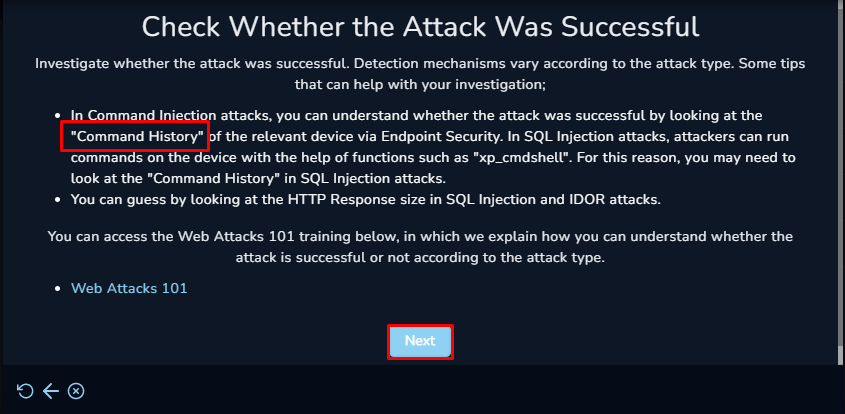 Check Whether the Attack Was Successful
Investigate whether the attack was successful. Detection mechanisms vary according to the attack type. Some tips
that can help with your investigation;
In Command Injection attacks, you can understand whether the attack was successful by looking at the
"Command History" of the relevant device via Endpoint Security. In SQL Injection attacks, attackers can run
commands on the device with the help of functions such as "xp_cmdshell". For this reason, you may need to
look at the "Command History" in SQL Injection attacks.
You can guess by looking at the HTTP Response size in SQL Injection and IDOR attacks.
You can access the Web Attacks 101 training below, in which we explain how you can understand whether the
attack is successful or not according to the attack type.
Web Attacks 101
Next